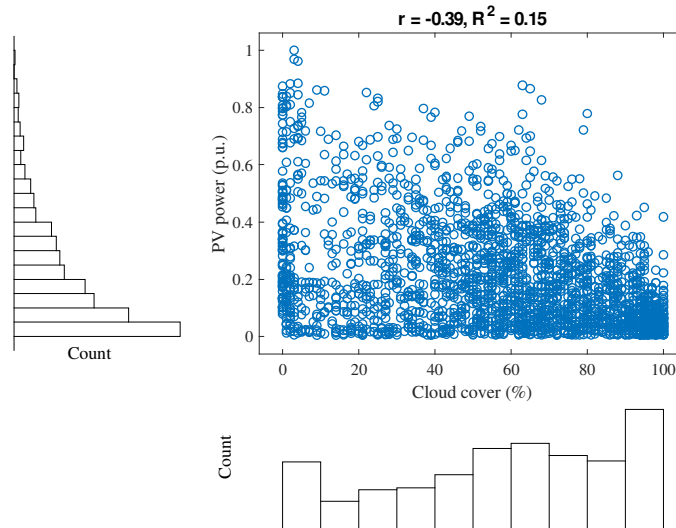 r = -0.39, R² = 0.15
1
0.8
0.6
0.4
0.2
0
PV power (p.u.)
0 20 40 60 80 100
Cloud cover (%)
Count
Count